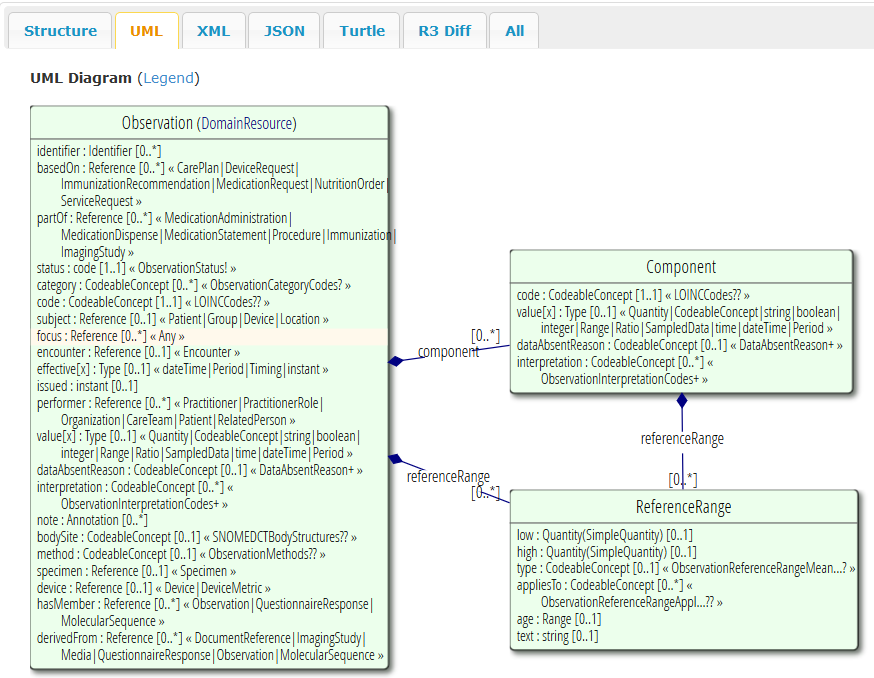 Structure UML XML JSON Turtle R3 Diff All
UML Diagram (Legend)
Observation (DomainResource)
identifier : Identifier [0..*]
basedOn : Reference [0..*] « CarePlan|DeviceRequest|
ImmunizationRecommendation|MedicationRequest|NutritionOrder|
ServiceRequest »
partOf : Reference [0..*] « MedicationAdministration|
MedicationDispense|MedicationStatement|Procedure|Immunization|
ImagingStudy »
status : code [1..1] « ObservationStatus! »
category : CodeableConcept [0..*] « ObservationCategoryCodes? »
code : CodeableConcept [1..1] « LOINCCodes?? »
subject : Reference [0..1] « Patient|Group|Device|Location »
focus : Reference [0..*] « Any »
encounter : Reference [0..1] « Encounter »
effective[x] : Type [0..1] « dateTime|Period|Timing|instant »
issued : instant [0..1]
performer : Reference [0..*] « Practitioner|PractitionerRole|
Organization|CareTeam|Patient|RelatedPerson »
value[x] : Type [0..1] « Quantity|CodeableConcept|string|boolean|
integer|Range|Ratio|SampledData|time|dateTime|Period »
dataAbsentReason : CodeableConcept [0..1] « DataAbsentReason+ »
interpretation : CodeableConcept [0..*] «
ObservationInterpretationCodes+ »
note : Annotation [0..*]
bodySite : CodeableConcept [0..1] « SNOMEDCTBodyStructures?? »
method : CodeableConcept [0..1] « ObservationMethods?? »
specimen : Reference [0..1] « Specimen »
device : Reference [0..1] « Device|DeviceMetric »
hasMember : Reference [0..*] « Observation|QuestionnaireResponse|
MolecularSequence »
derivedFrom : Reference [0..*] « DocumentReference|ImagingStudy|
Media|QuestionnaireResponse|Observation|MolecularSequence »
[0..*]
component
referenceRange
[0..*]
Component
code : CodeableConcept [1..1] « LOINCCodes?? »
value[x] : Type [0..1] « Quantity|CodeableConcept|string|boolean|
integer|Range|Ratio|SampledData|time|dateTime|Period »
dataAbsentReason : CodeableConcept [0..1] « DataAbsentReason+ »
interpretation : CodeableConcept [0..*] «
ObservationInterpretationCodes+ »
referenceRange
[0..*]
ReferenceRange
low : Quantity(SimpleQuantity) [0..1]
high : Quantity(SimpleQuantity) [0..1]
type : CodeableConcept [0..1] « ObservationReferenceRangeMean...? »
appliesTo : CodeableConcept [0..*] «
ObservationReferenceRangeAppl...?? »
age : Range [0..1]
text : string [0..1]